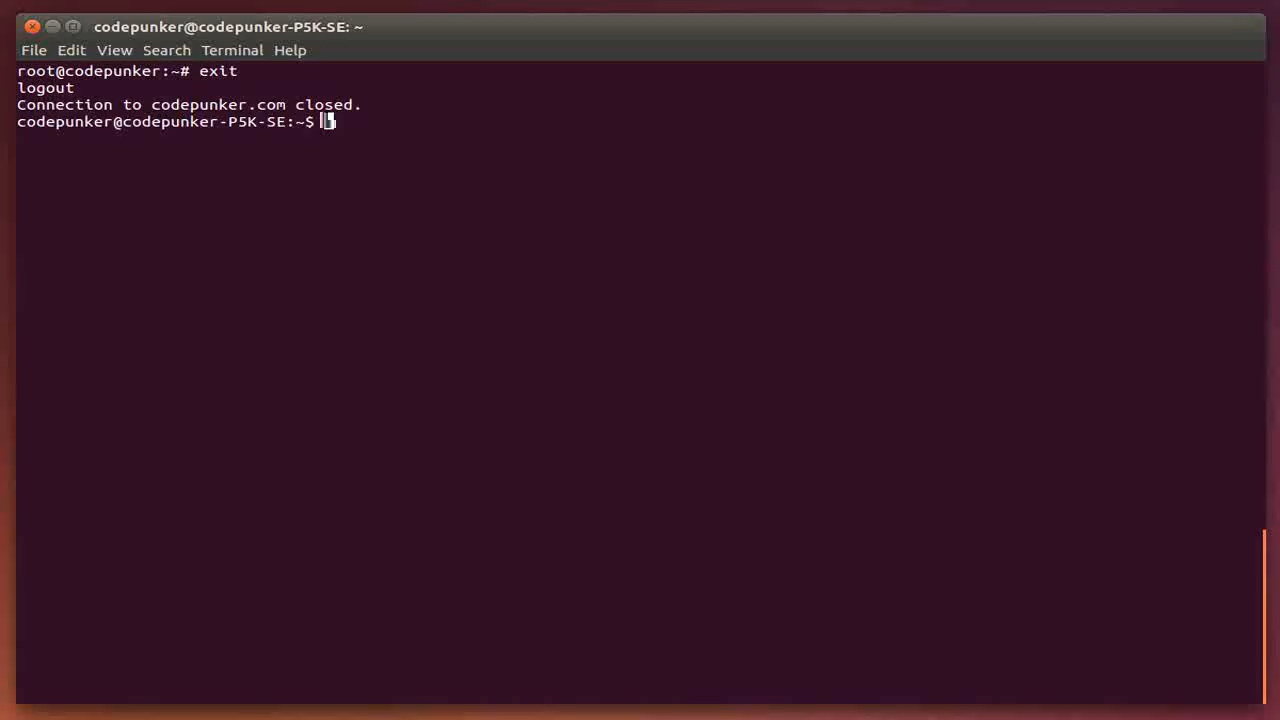 codepunker@codepunker-P5K-SE: ~
File Edit View Search Terminal Help
root@codepunker:~# exit
logout
Connection to codepunker.com closed.
codepunker@codepunker-P5K-SE:~$